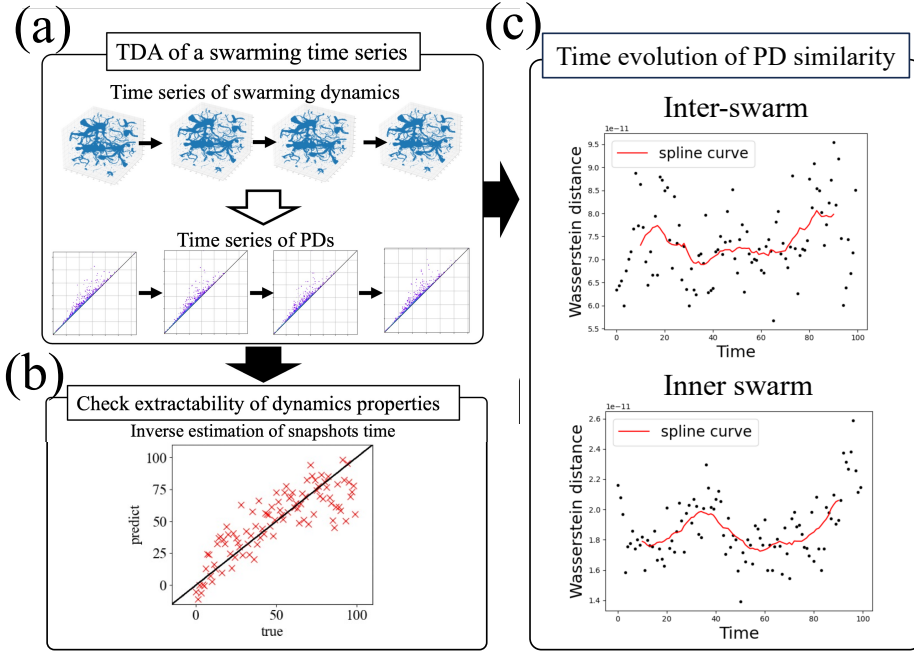 (a)
TDA of a swarming time series
Time series of swarming dynamics
Time series of PDs
(b)
Check extractability of dynamics properties
Inverse estimation of snapshots time
100
75
50
25
0
predict
0
50
100
true
(c)
Time evolution of PD similarity
Inter-swarm
1e−11
spline curve
9.5
9.0
8.5
8.0
7.5
7.0
6.5
6.0
5.5
Wasserstein distance
0
20
40
60
80
100
Time
Inner swarm
1e−11
spline curve
2.6
2.4
2.2
2.0
1.8
1.6
1.4
Wasserstein distance
0
20
40
60
80
100
Time